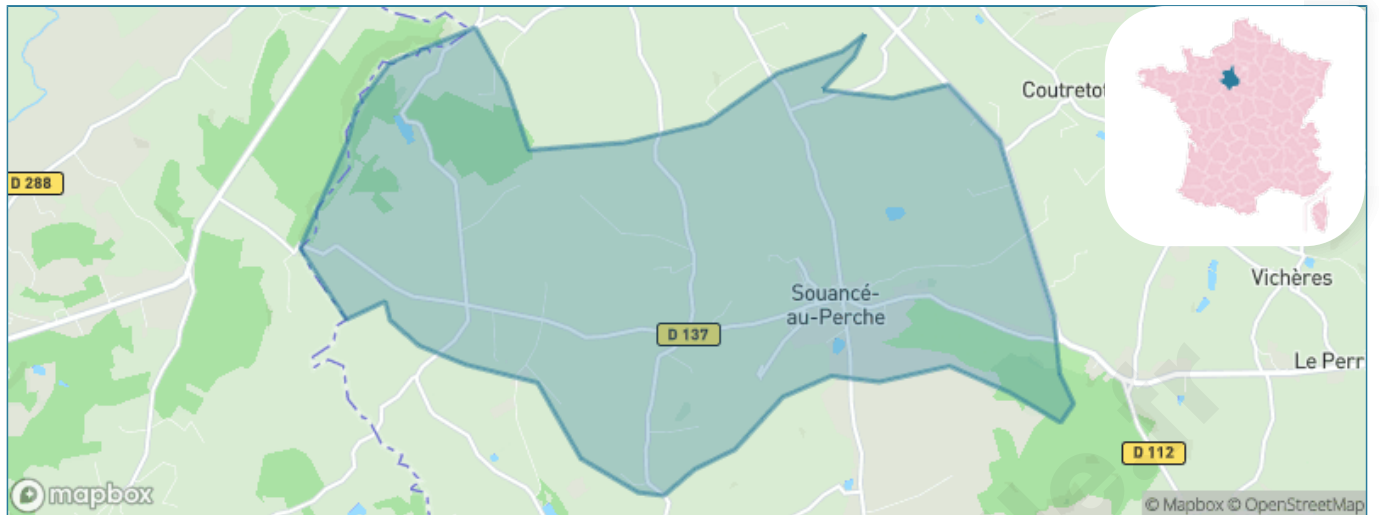 Coutretot
D 288
Vichères
Souancé-
au-Perche
D 137
Le Perr
D 112
mapbox
© Mapbox © OpenStreetMap